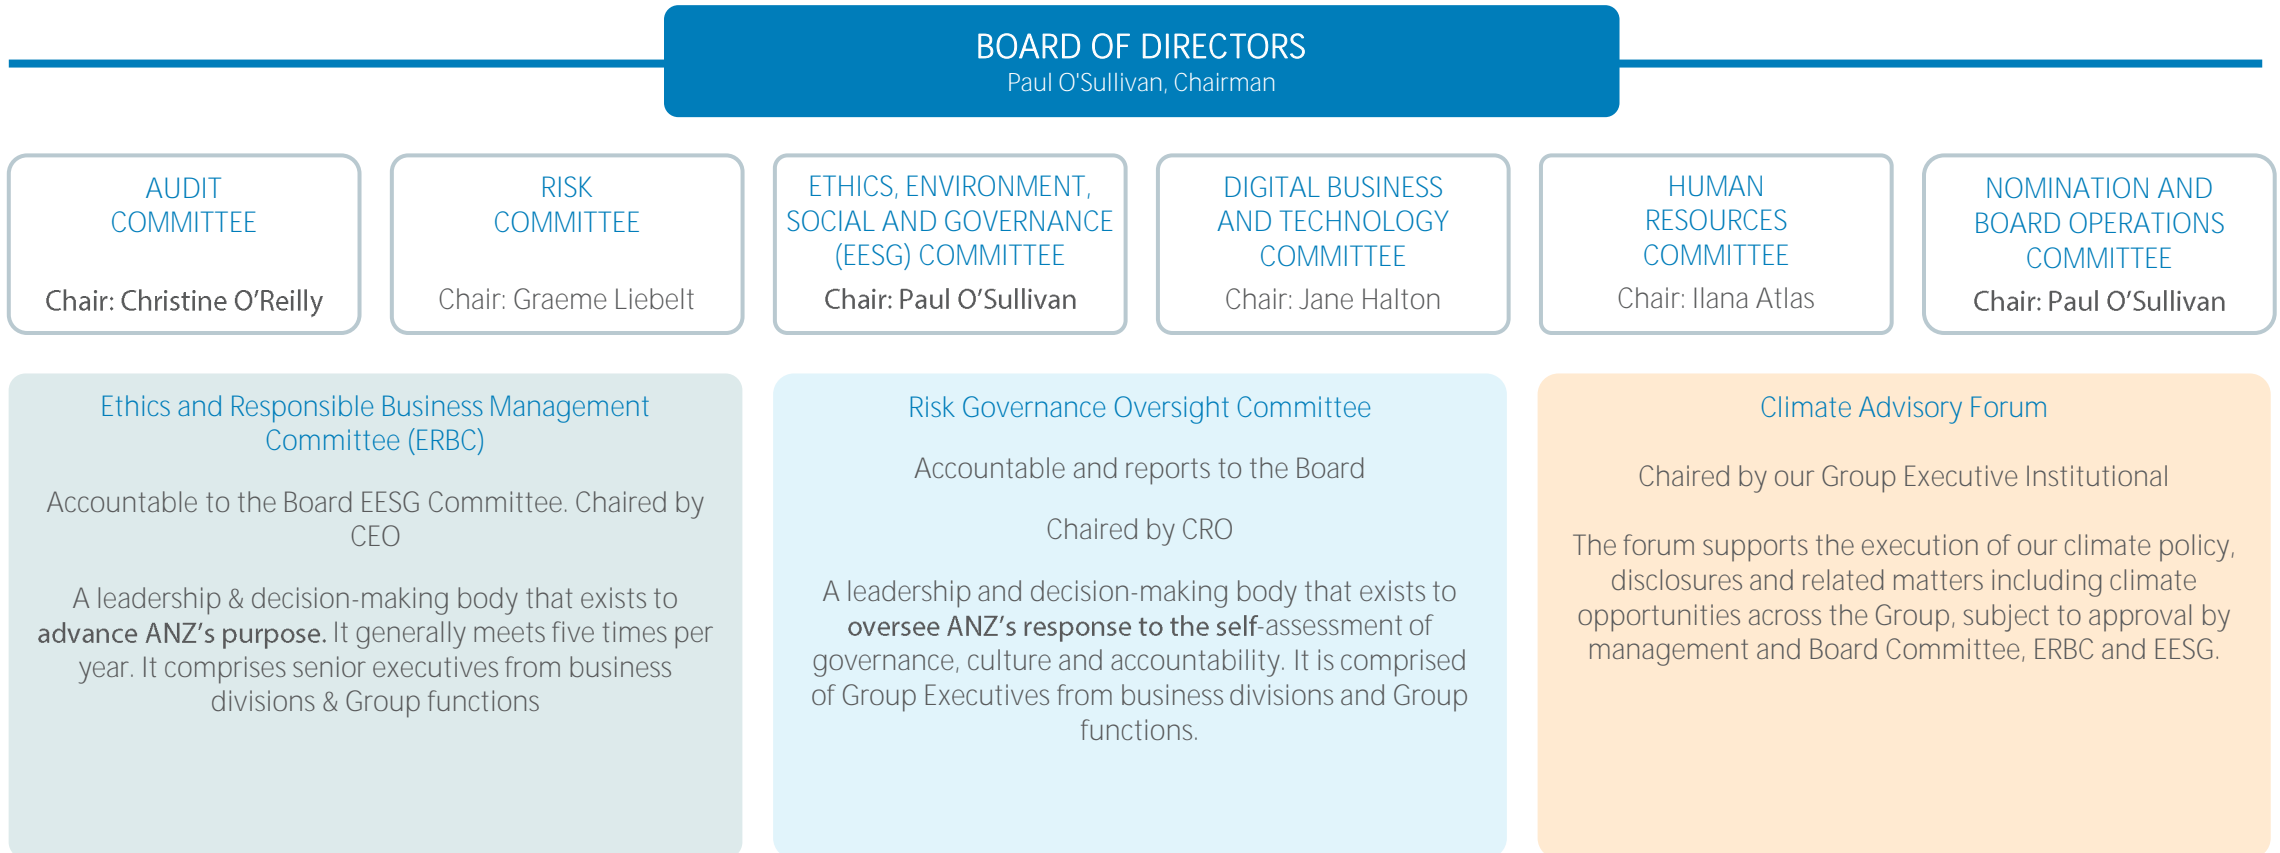 BOARD OF DIRECTORS
Paul O'Sullivan, Chairman
AUDIT
COMMITTEE
Chair: Christine O’Reilly
RISK
COMMITTEE
Chair: Graeme Liebelt
ETHICS, ENVIRONMENT,
SOCIAL AND GOVERNANCE
(EESG) COMMITTEE
Chair: Paul O’Sullivan
DIGITAL BUSINESS
AND TECHNOLOGY
COMMITTEE
Chair: Jane Halton
HUMAN
RESOURCES
COMMITTEE
Chair: Ilana Atlas
NOMINATION AND
BOARD OPERATIONS
COMMITTEE
Chair: Paul O’Sullivan
Ethics and Responsible Business Management
Committee (ERBC)
Accountable to the Board EESG Committee. Chaired by
CEO
A leadership & decision-making body that exists to
advance ANZ’s purpose. It generally meets five times per
year. It comprises senior executives from business
divisions & Group functions
Risk Governance Oversight Committee
Accountable and reports to the Board
Chaired by CRO
A leadership and decision-making body that exists to
oversee ANZ’s response to the self-assessment of
governance, culture and accountability. It is comprised
of Group Executives from business divisions and Group
functions.
Climate Advisory Forum
Chaired by our Group Executive Institutional
The forum supports the execution of our climate policy,
disclosures and related matters including climate
opportunities across the Group, subject to approval by
management and Board Committee, ERBC and EESG.